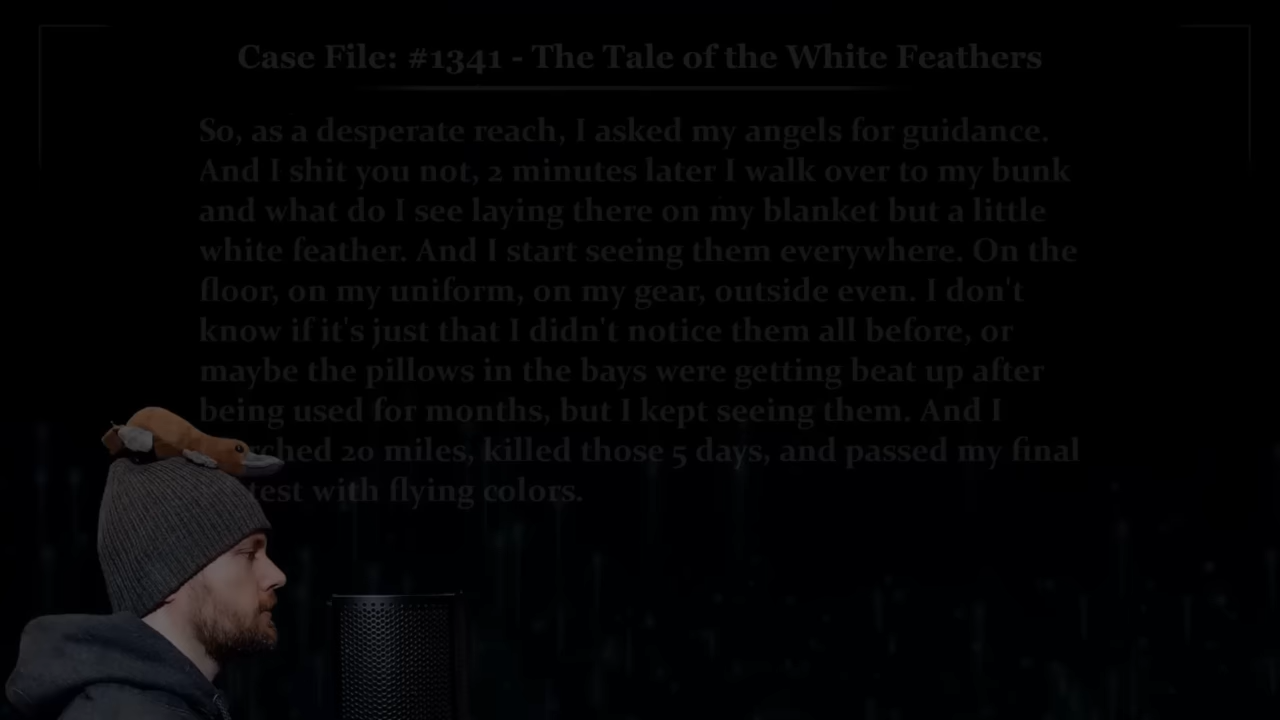 Case File: #1341 - The Tale of the White Feathers
So, as a desperate reach, I asked my angels for guidance.
And I shit you not, 2 minutes later I walk over to my bunk
and what do I see laying there on my blanket but a little
white feather. And I start seeing them everywhere. On the
floor, on my uniform, on my gear, outside even. I don't
know if it's just that I didn't notice them all before, or
maybe the pillows in the bays were getting beat up after
being used for months, but I kept seeing them. And I
20 miles, killed those 5 days, and passed my final
test with flying colors.